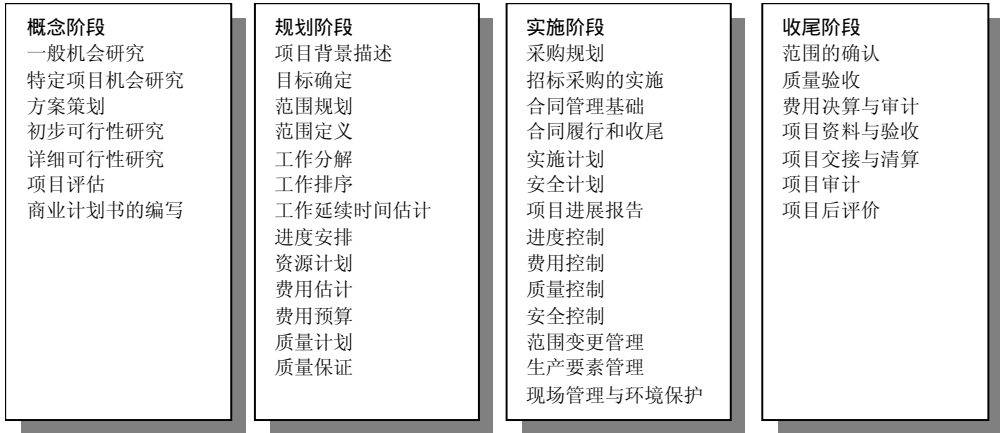 概念阶段
一般机会研究
特定项目机会研究
方案策划
初步可行性研究
详细可行性研究
项目评估
商业计划书的编写
规划阶段
项目背景描述
目标确定
范围规划
范围定义
工作分解
工作排序
工作延续时间估计
进度安排
资源计划
费用估计
费用预算
质量计划
质量保证
实施阶段
采购规划
招标采购的实施
合同管理基础
合同履行和收尾
实施计划
安全计划
项目进展报告
进度控制
费用控制
质量控制
安全控制
范围变更管理
生产要素管理
现场管理与环境保护
收尾阶段
范围的确认
质量验收
费用决算与审计
项目资料与验收
项目交接与清算
项目审计
项目后评价